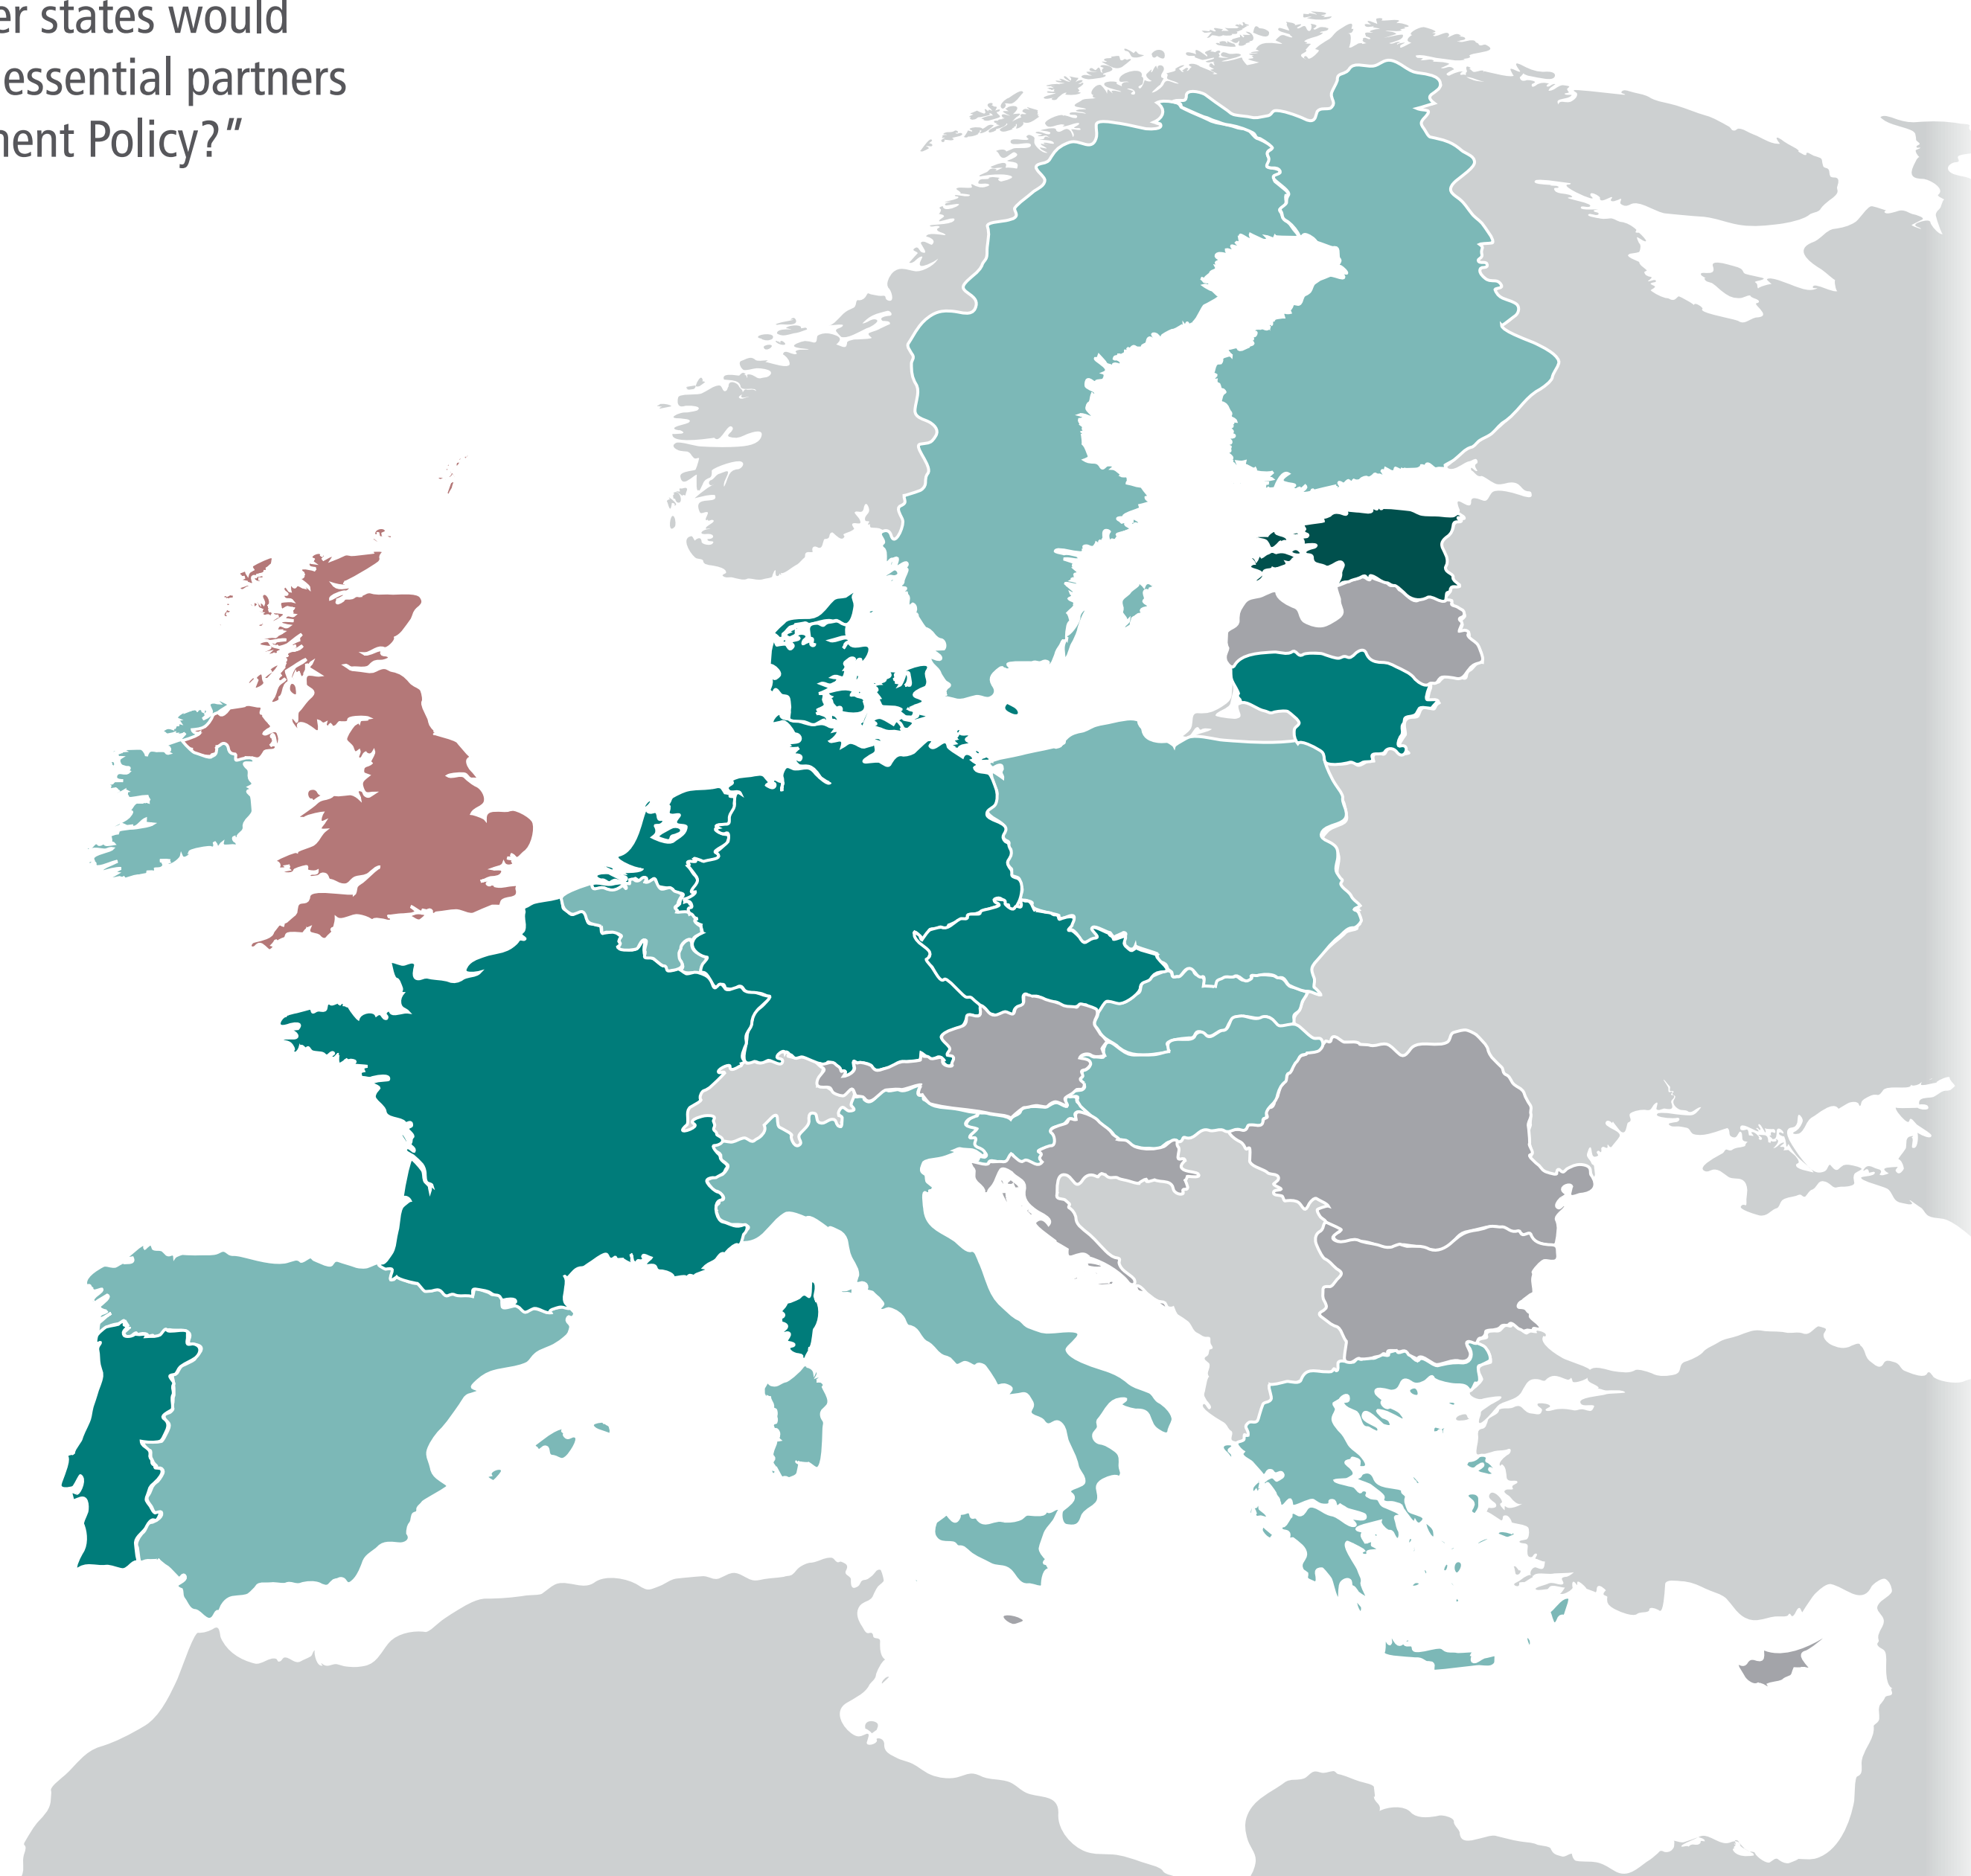 er states would
essential partners
nent Policy?””